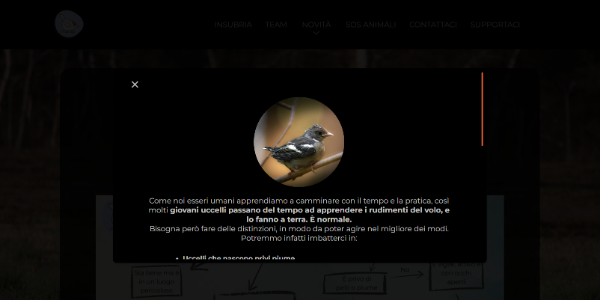 INSUBRIA TEAM NOVITÀ SOS ANIMALI CONTATTACI SUPPORTACI
Come noi esseri umani apprendiamo a camminare con il tempo e la pratica, così
molti giovani uccelli passano del tempo ad apprendere i rudimenti del volo, e
lo fanno a terra. È normale.
Bisogna però fare delle distinzioni, in modo da poter agire nel migliore dei modi.
Potremmo infatti imbatterci in:
• Uccelli che nascono privi piume
No